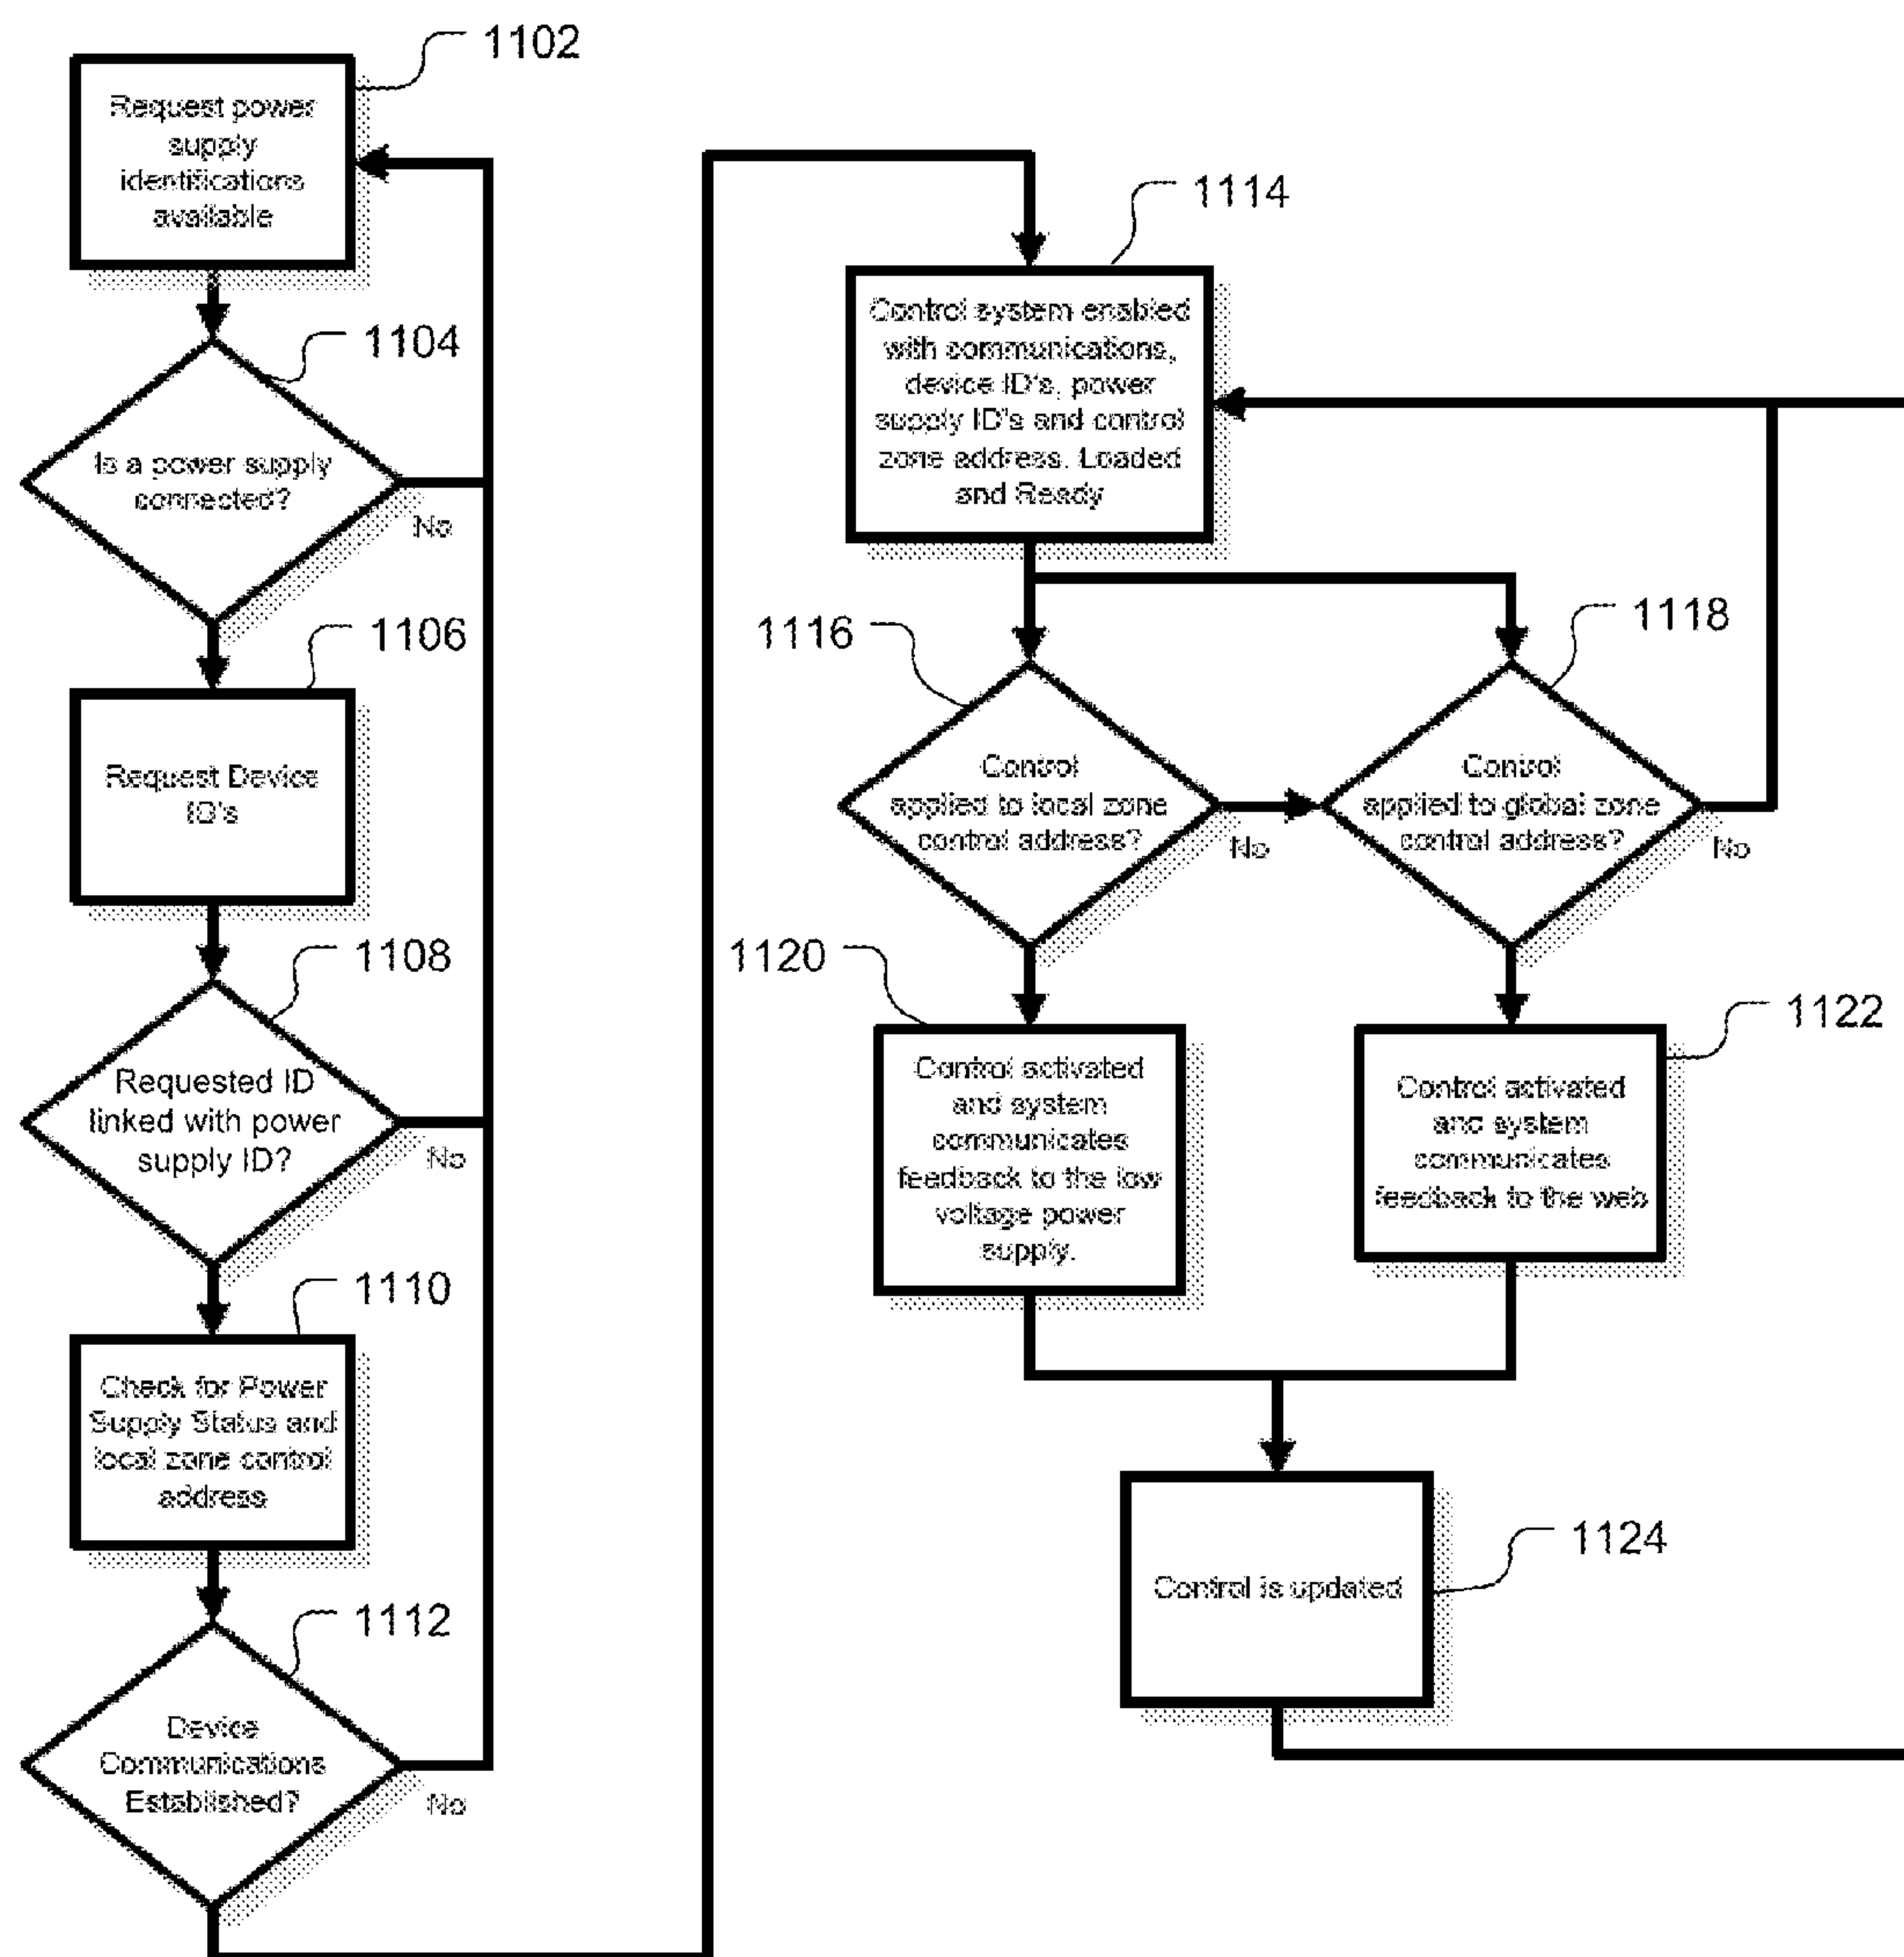 1102
Request power
supply
identifications
available
1104
Is a power supply
connected?
No
1106
Request Device
ID's
1108
Requested ID
linked with power
supply ID?
No
1110
Check for Power
Supply Status and
local zone control
address
1112
Device
Communications
Established?
No
1114
Control system enabled
with communications,
device ID's, power
supply ID's and control
zone address. Loaded
and Ready
1116
Control
applied to local zone
control address?
No
1118
Control
applied to global zone
control address?
No
1120
Control activated
and system
communicates
feedback to the low
voltage power
supply.
1122
Control activated
and system
communicates
feedback to the web
1124
Control is updated